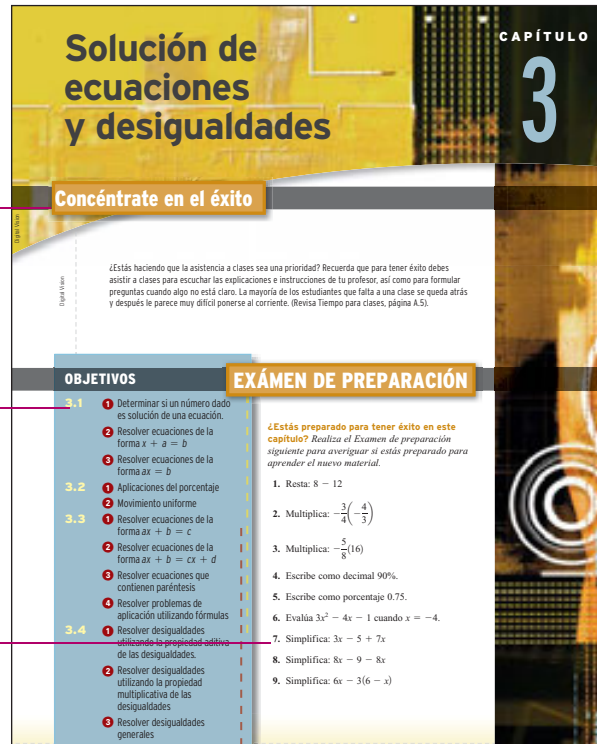 Solución de
ecuaciones
y desigualdades
CAPÍTULO
3
Concéntrate en el éxito
Digital Vision
Digital Vision
¿Estás haciendo que la asistencia a clases sea una prioridad? Recuerda que para tener éxito debes
asistir a clases para escuchar las explicaciones e instrucciones de tu profesor, así como para formular
preguntas cuando algo no está claro. La mayoría de los estudiantes que falta a una clase se queda atrás
y después le parece muy difícil ponerse al corriente. (Revisa Tiempo para clases, página A.5).
OBJETIVOS
3.1 1 Determinar si un número dado
es solución de una ecuación.
2 Resolver ecuaciones de la
forma x + a = b
3 Resolver ecuaciones de la
forma ax = b
3.2 1 Aplicaciones del porcentaje
2 Movimiento uniforme
3.3 1 Resolver ecuaciones de la
forma ax + b = c
2 Resolver ecuaciones de la
forma ax + b = cx + d
3 Resolver ecuaciones que
contienen paréntesis
4 Resolver problemas de
aplicación utilizando fórmulas
3.4 1 Resolver desigualdades
utilizando la propiedad aditiva
de las desigualdades.
2 Resolver desigualdades
utilizando la propiedad
multiplicativa de las
desigualdades
3 Resolver desigualdades
generales
EXÁMEN DE PREPARACIÓN
¿Estás preparado para tener éxito en este
capítulo? Realiza el Examen de preparación
siguiente para averiguar si estás preparado para
aprender el nuevo material.
1. Resta: 8 − 12
2. Multiplica: −3/4(−4/3)
3. Multiplica: −5/8(16)
4. Escribe como decimal 90%.
5. Escribe como porcentaje 0.75.
6. Evalúa 3x² − 4x − 1 cuando x = −4.
7. Simplifica: 3x − 5 + 7x
8. Simplifica: 8x − 9 − 8x
9. Simplifica: 6x − 3(6 − x)